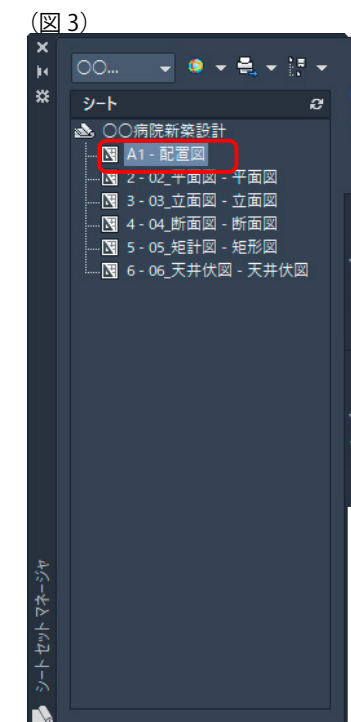 (図 3)
○○...
シート
○○病院新築設計
A1 - 配置図
2 - 02_平面図 - 平面図
3 - 03_立面図 - 立面図
4 - 04_断面図 - 断面図
5 - 05_矩計図 - 矩形図
6 - 06_天井伏図 - 天井伏図
シート セット マネージャ